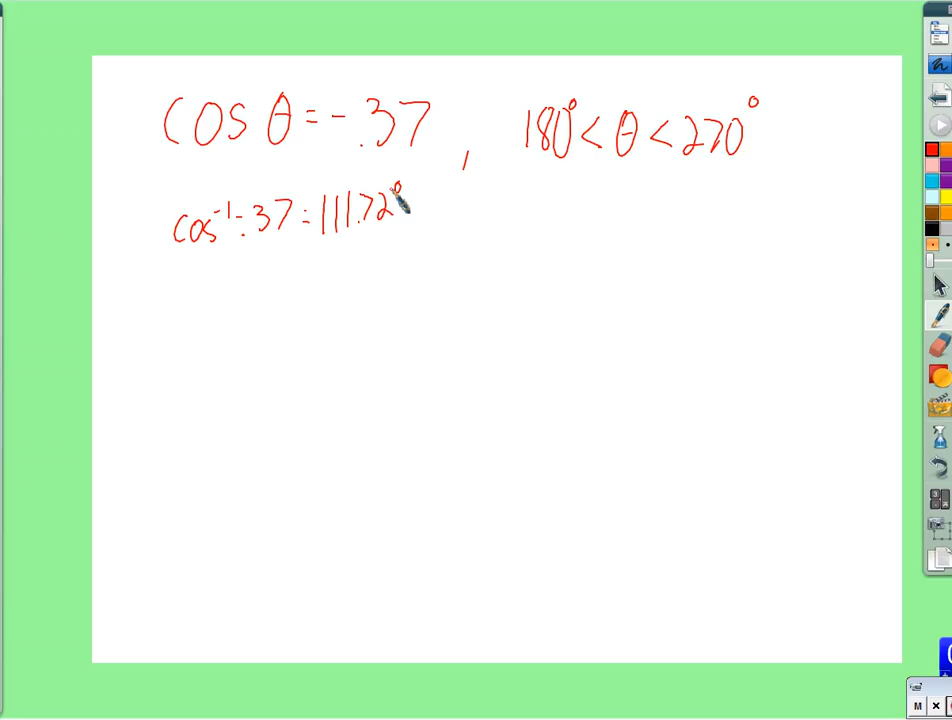 cos θ = -.37, 180° < θ < 270°
cos⁻¹ -.37 = 111.72°
M